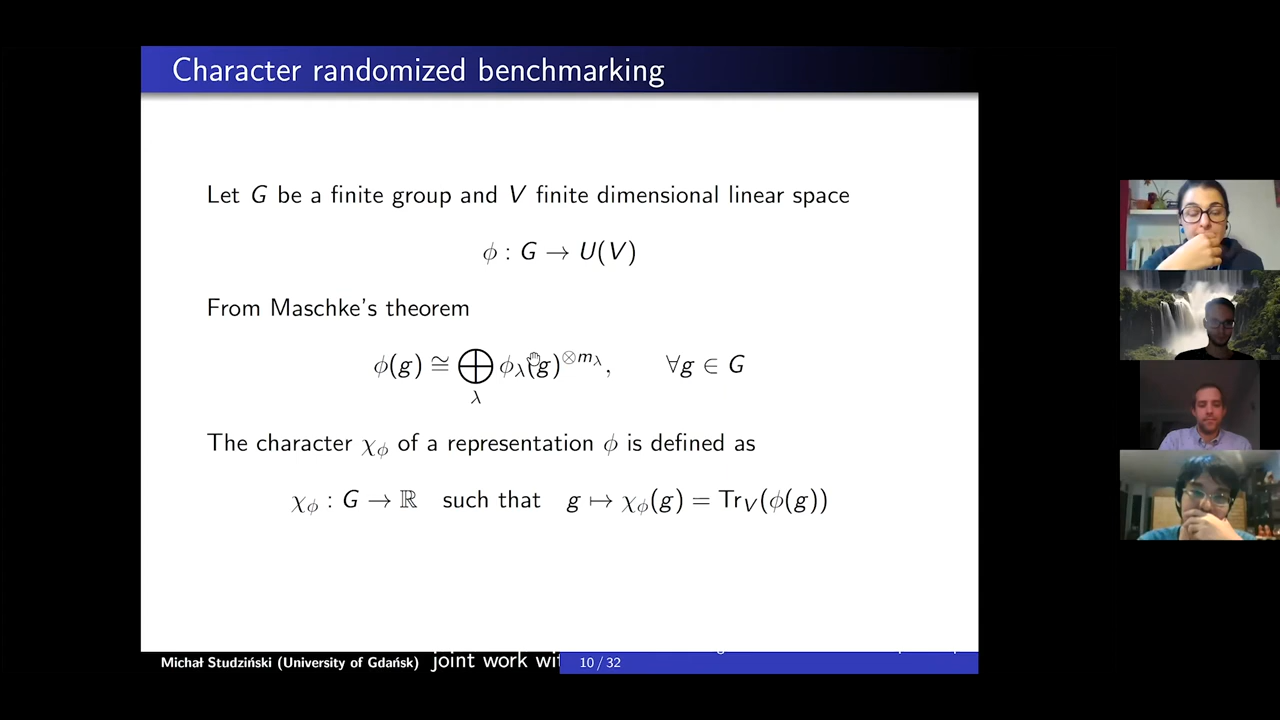 Character randomized benchmarking
Let G be a finite group and V finite dimensional linear space
ϕ : G → U(V)
From Maschke's theorem
ϕ(g) ≅ ⨁_λ ϕ_λ(g)^{⊗m_λ}, ∀g ∈ G
The character χ_ϕ of a representation ϕ is defined as
χ_ϕ : G → ℝ such that g ↦ χ_ϕ(g) = Tr_V(ϕ(g))
Michał Studziński (University of Gdańsk) joint work 10 / 32